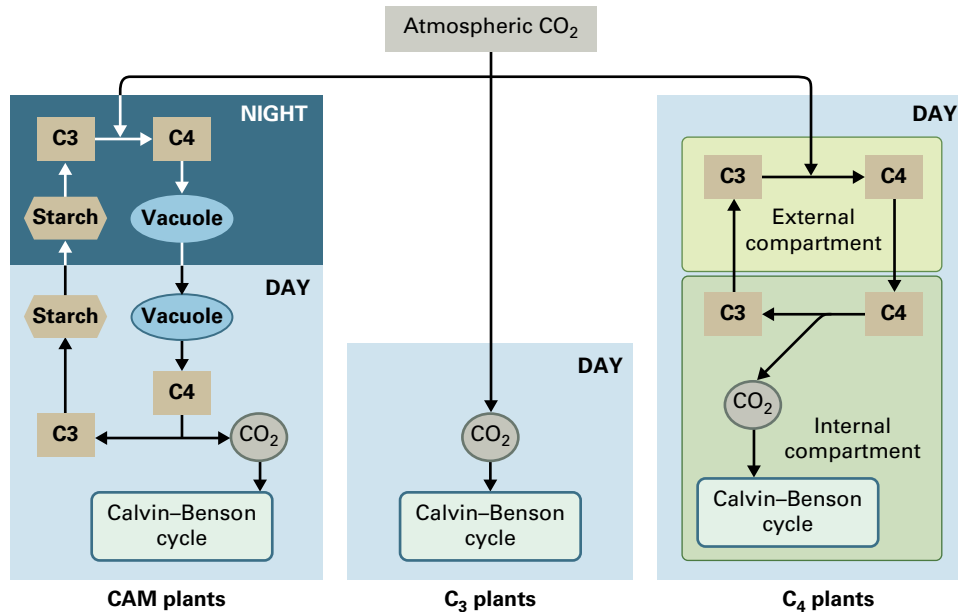 Atmospheric CO₂
NIGHT
C3
C4
Starch
Vacuole
DAY
Starch
Vacuole
C4
C3
CO₂
Calvin–Benson
cycle
CAM plants
DAY
CO₂
Calvin–Benson
cycle
C₃ plants
DAY
C3
C4
External
compartment
C3
C4
CO₂
Internal
compartment
Calvin–Benson
cycle
C₄ plants